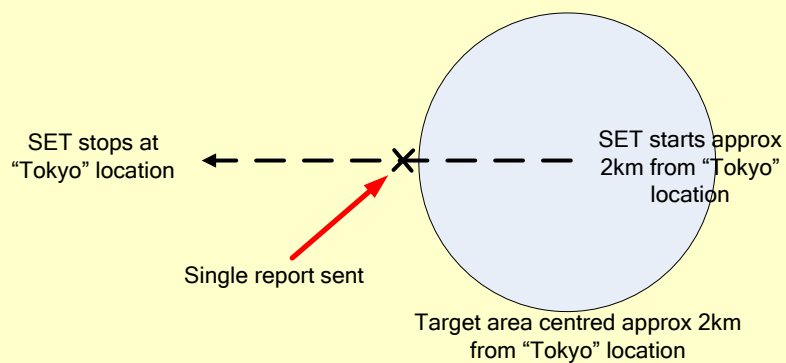 SET stops at
“Tokyo” location
SET starts approx
2km from “Tokyo”
location
Single report sent
Target area centred approx 2km
from “Tokyo” location